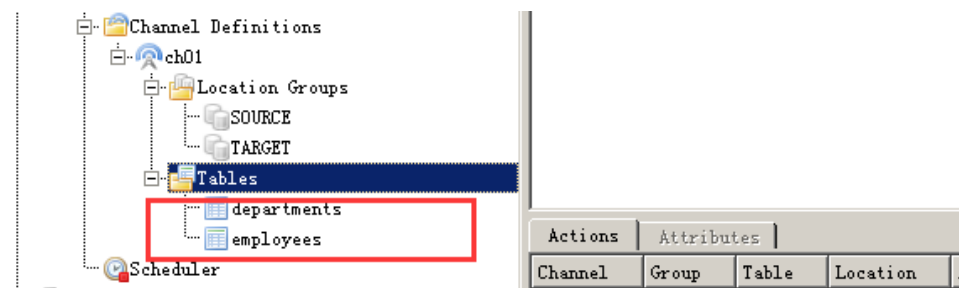 Channel Definitions
ch01
Location Groups
SOURCE
TARGET
Tables
departments
employees
Scheduler
Actions Attributes
Channel Group Table Location